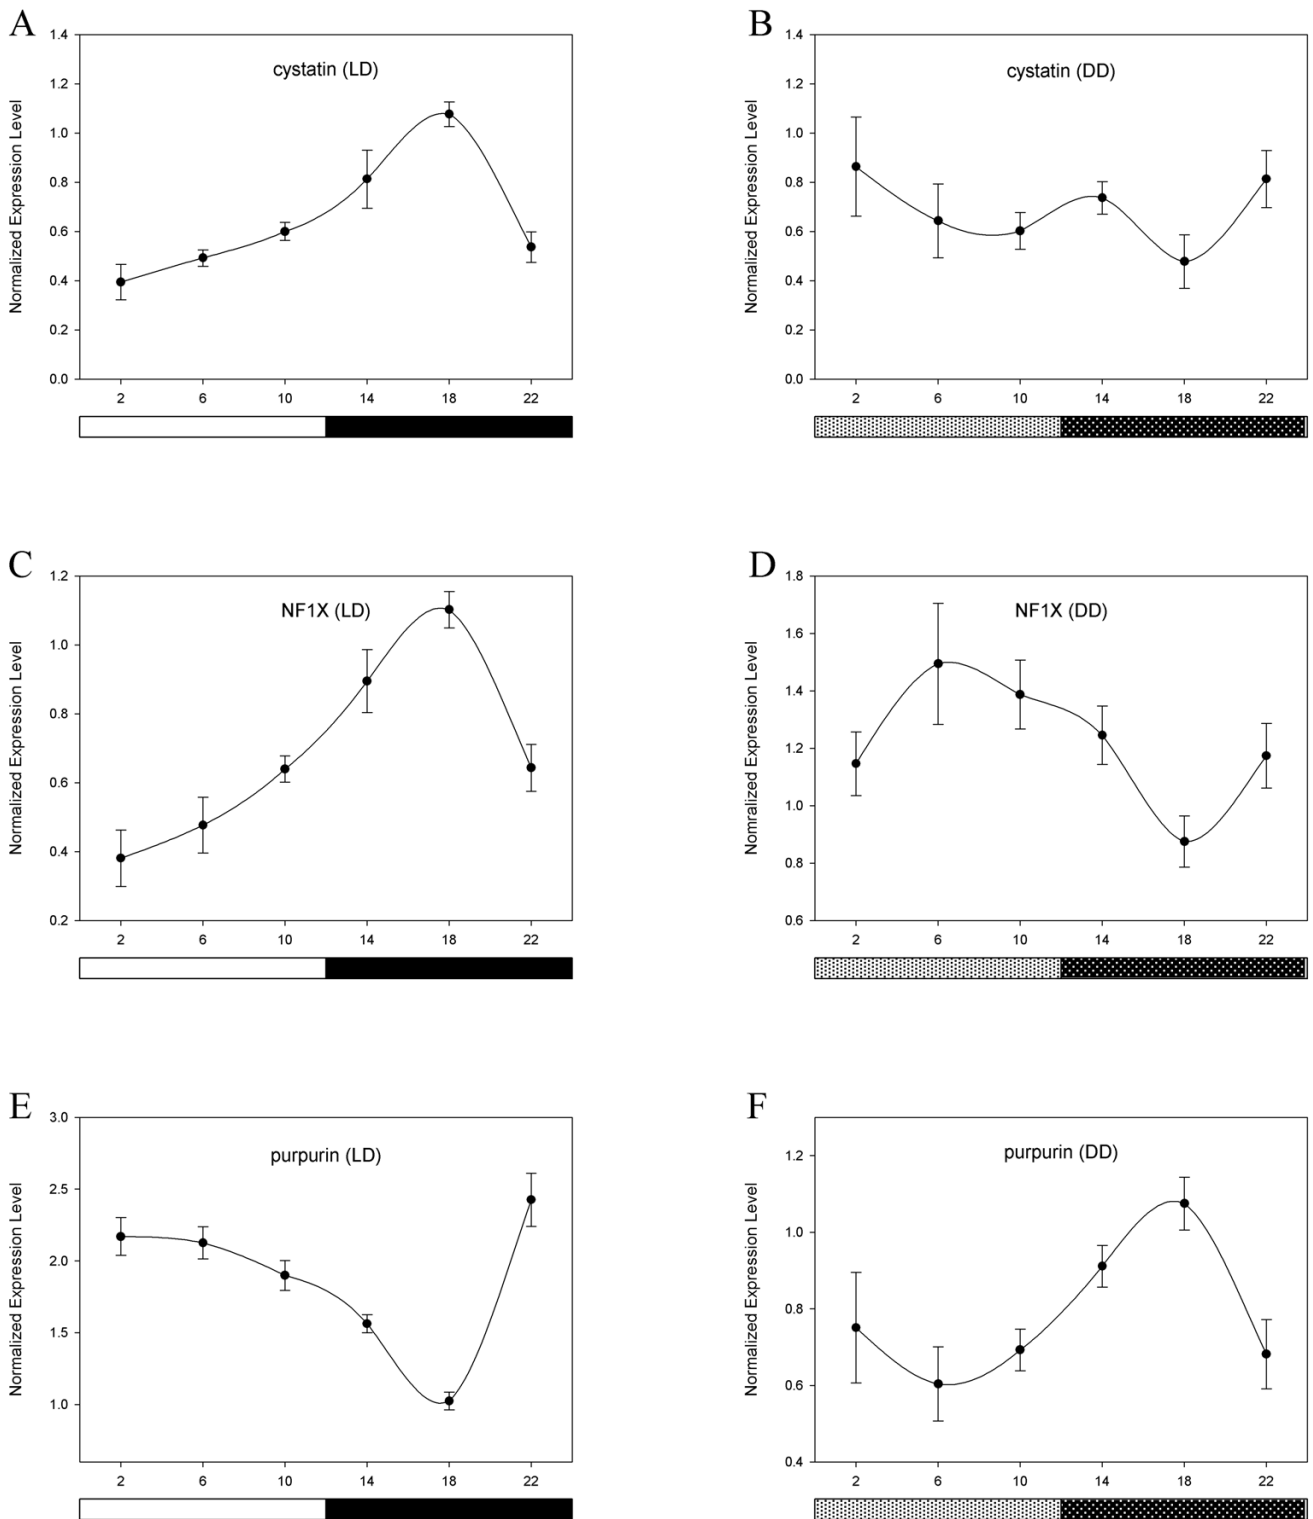 A
cystatin (LD)
Normalized Expression Level
1.4
1.2
1.0
0.8
0.6
0.4
0.2
0.0
2 6 10 14 18 22
B
cystatin (DD)
Normalized Expression Level
1.4
1.2
1.0
0.8
0.6
0.4
0.2
0.0
2 6 10 14 18 22
C
NF1X (LD)
Normalized Expression Level
1.2
1.0
0.8
0.6
0.4
0.2
2 6 10 14 18 22
D
NF1X (DD)
Nomralized Expression Level
1.8
1.6
1.4
1.2
1.0
0.8
0.6
2 6 10 14 18 22
E
purpurin (LD)
Normalized Expression Level
3.0
2.5
2.0
1.5
1.0
2 6 10 14 18 22
F
purpurin (DD)
Normalized Expression Level
1.2
1.0
0.8
0.6
0.4
2 6 10 14 18 22